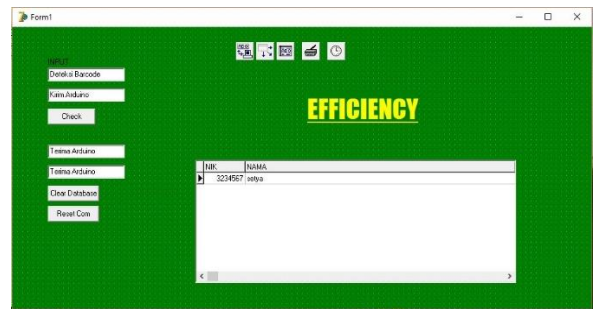 Form1
INPUT
Deteksi Barcode
Kirim Arduino
Check
EFFICIENCY
Terima Arduino
Terima Arduino
Clear Database
Reset Com
NIK NAMA
3234567 setya